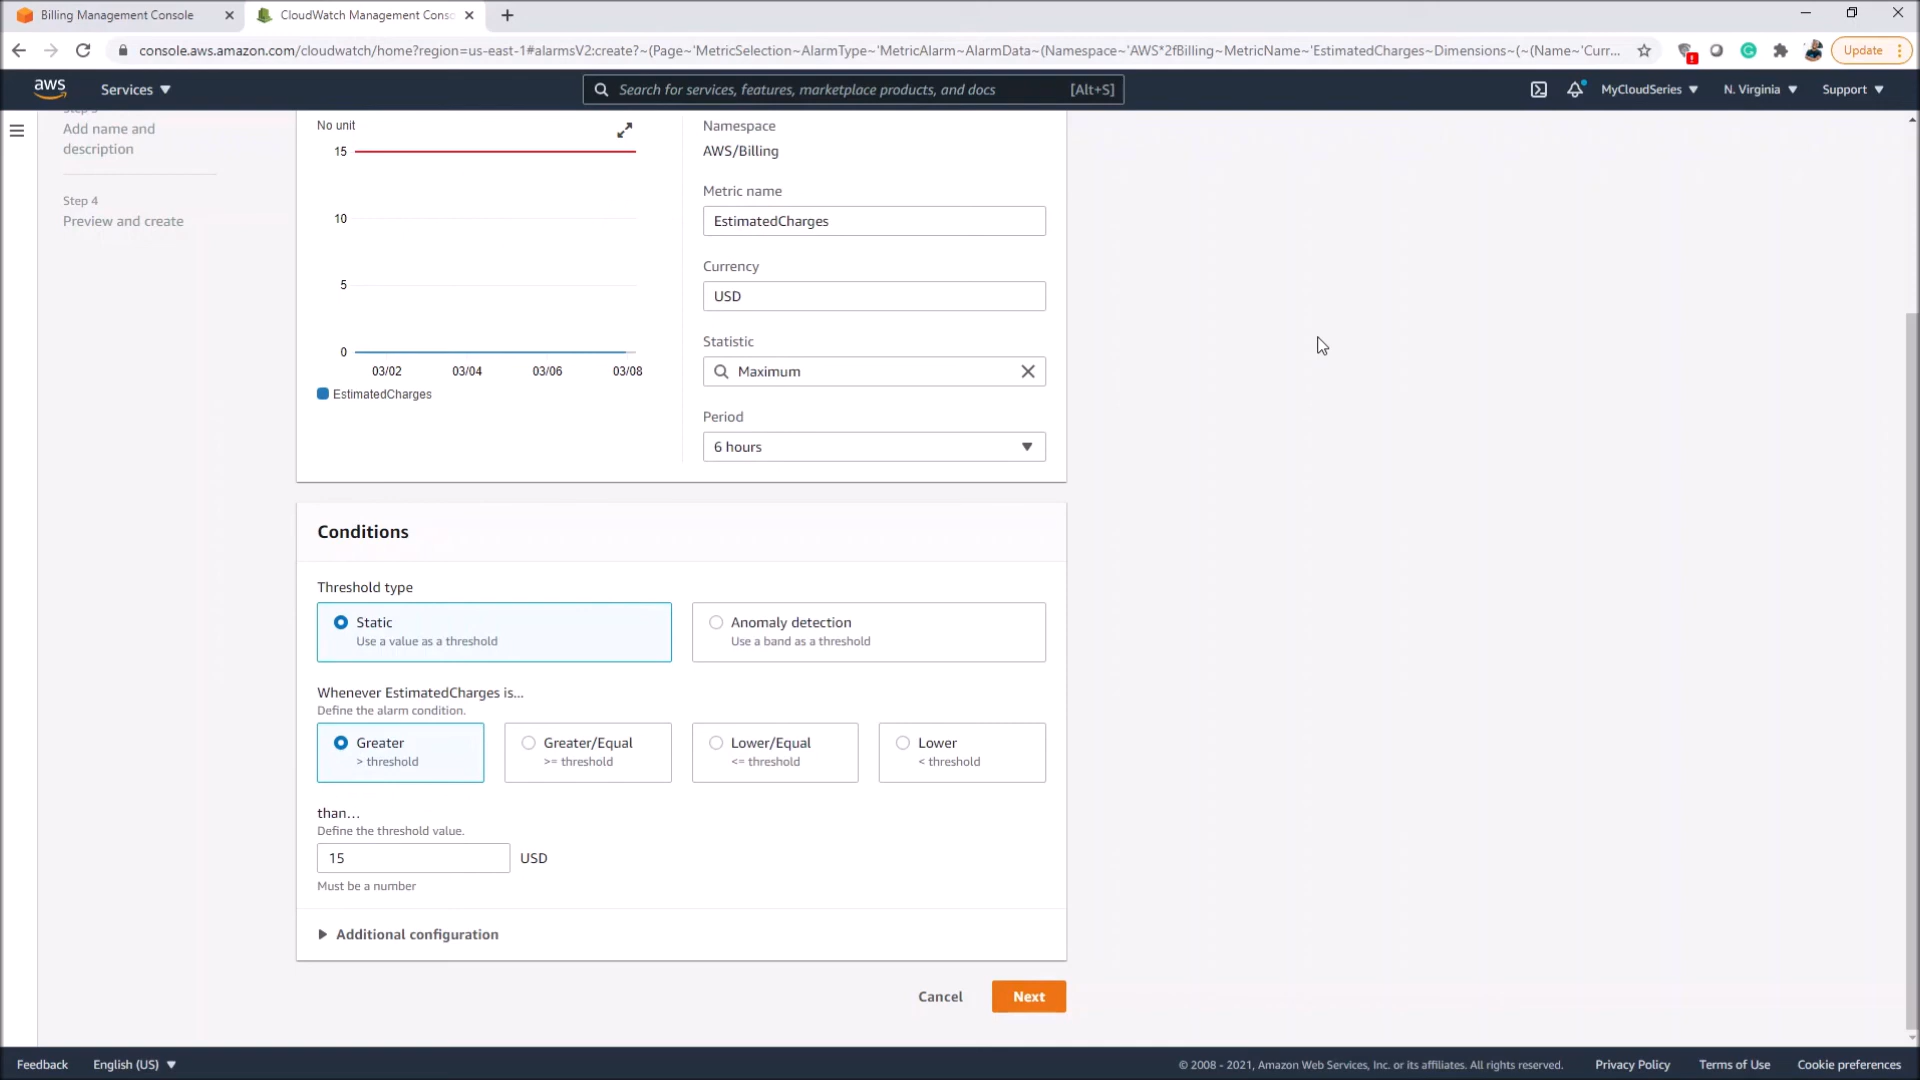 Billing Management Console
CloudWatch Management Conso
console.aws.amazon.com/cloudwatch/home?region=us-east-1#alarmsV2:create?~(Page~'MetricSelection~AlarmType~'MetricAlarm~AlarmData~(Namespace~'AWS*2fBilling~MetricName~'EstimatedCharges~Dimensions~(~(Name~'Curr...
Update
aws
Services
Search for services, features, marketplace products, and docs
[Alt+S]
MyCloudSeries
N. Virginia
Support
Add name and
description
Step 4
Preview and create
No unit
15
10
5
0
03/02
03/04
03/06
03/08
EstimatedCharges
Namespace
AWS/Billing
Metric name
EstimatedCharges
Currency
USD
Statistic
Maximum
Period
6 hours
Conditions
Threshold type
Static
Use a value as a threshold
Anomaly detection
Use a band as a threshold
Whenever EstimatedCharges is...
Define the alarm condition.
Greater
> threshold
Greater/Equal
>= threshold
Lower/Equal
<= threshold
Lower
< threshold
than...
Define the threshold value.
15
USD
Must be a number
Additional configuration
Cancel
Next
Feedback
English (US)
© 2008 - 2021, Amazon Web Services, Inc. or its affiliates. All rights reserved.
Privacy Policy
Terms of Use
Cookie preferences